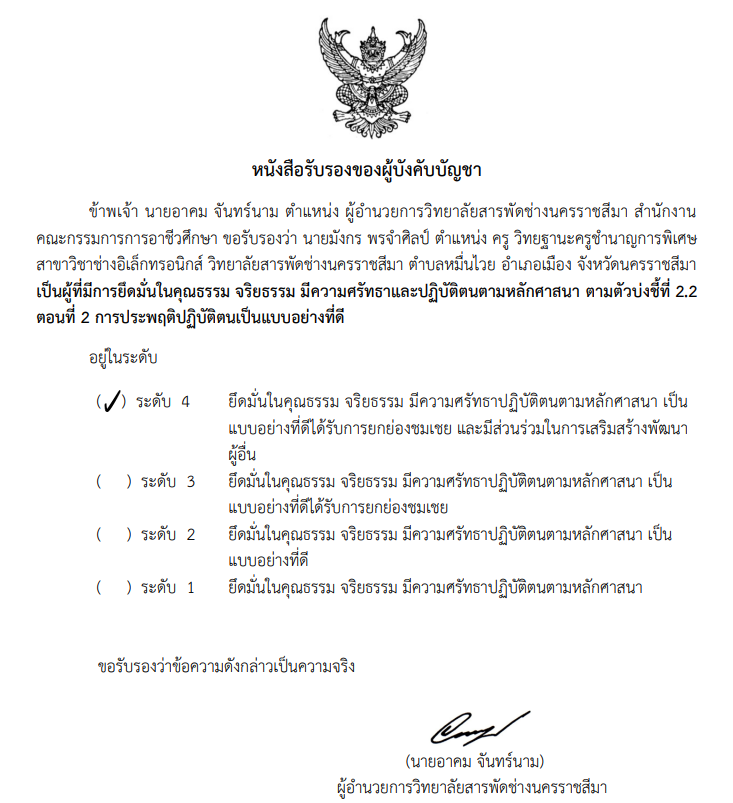 หนังสือรับรองของผู้บังคับบัญชา
ข้าพเจ้า นายอาคม จันทร์นาม ตำแหน่ง ผู้อำนวยการวิทยาลัยสารพัดช่างนครราชสีมา สำนักงาน
คณะกรรมการการอาชีวศึกษา ขอรับรองว่า นายมังกร พรจำศิลป์ ตำแหน่ง ครู วิทยฐานะครูชำนาญการพิเศษ
สาขาวิชาช่างอิเล็กทรอนิกส์ วิทยาลัยสารพัดช่างนครราชสีมา ตำบลหมื่นไวย อำเภอเมือง จังหวัดนครราชสีมา
เป็นผู้ที่มีการยึดมั่นในคุณธรรม จริยธรรม มีความศรัทธาและปฏิบัติตนตามหลักศาสนา ตามตัวบ่งชี้ที่ 2.2
ตอนที่ 2 การประพฤติปฏิบัติตนเป็นแบบอย่างที่ดี
อยู่ในระดับ
(✓) ระดับ 4 ยึดมั่นในคุณธรรม จริยธรรม มีความศรัทธาปฏิบัติตนตามหลักศาสนา เป็น
แบบอย่างที่ดีได้รับการยกย่องชมเชย และมีส่วนร่วมในการเสริมสร้างพัฒนา
ผู้อื่น
( ) ระดับ 3 ยึดมั่นในคุณธรรม จริยธรรม มีความศรัทธาปฏิบัติตนตามหลักศาสนา เป็น
แบบอย่างที่ดีได้รับการยกย่องชมเชย
( ) ระดับ 2 ยึดมั่นในคุณธรรม จริยธรรม มีความศรัทธาปฏิบัติตนตามหลักศาสนา เป็น
แบบอย่างที่ดี
( ) ระดับ 1 ยึดมั่นในคุณธรรม จริยธรรม มีความศรัทธาปฏิบัติตนตามหลักศาสนา
ขอรับรองว่าข้อความดังกล่าวเป็นความจริง
(นายอาคม จันทร์นาม)
ผู้อำนวยการวิทยาลัยสารพัดช่างนครราชสีมา